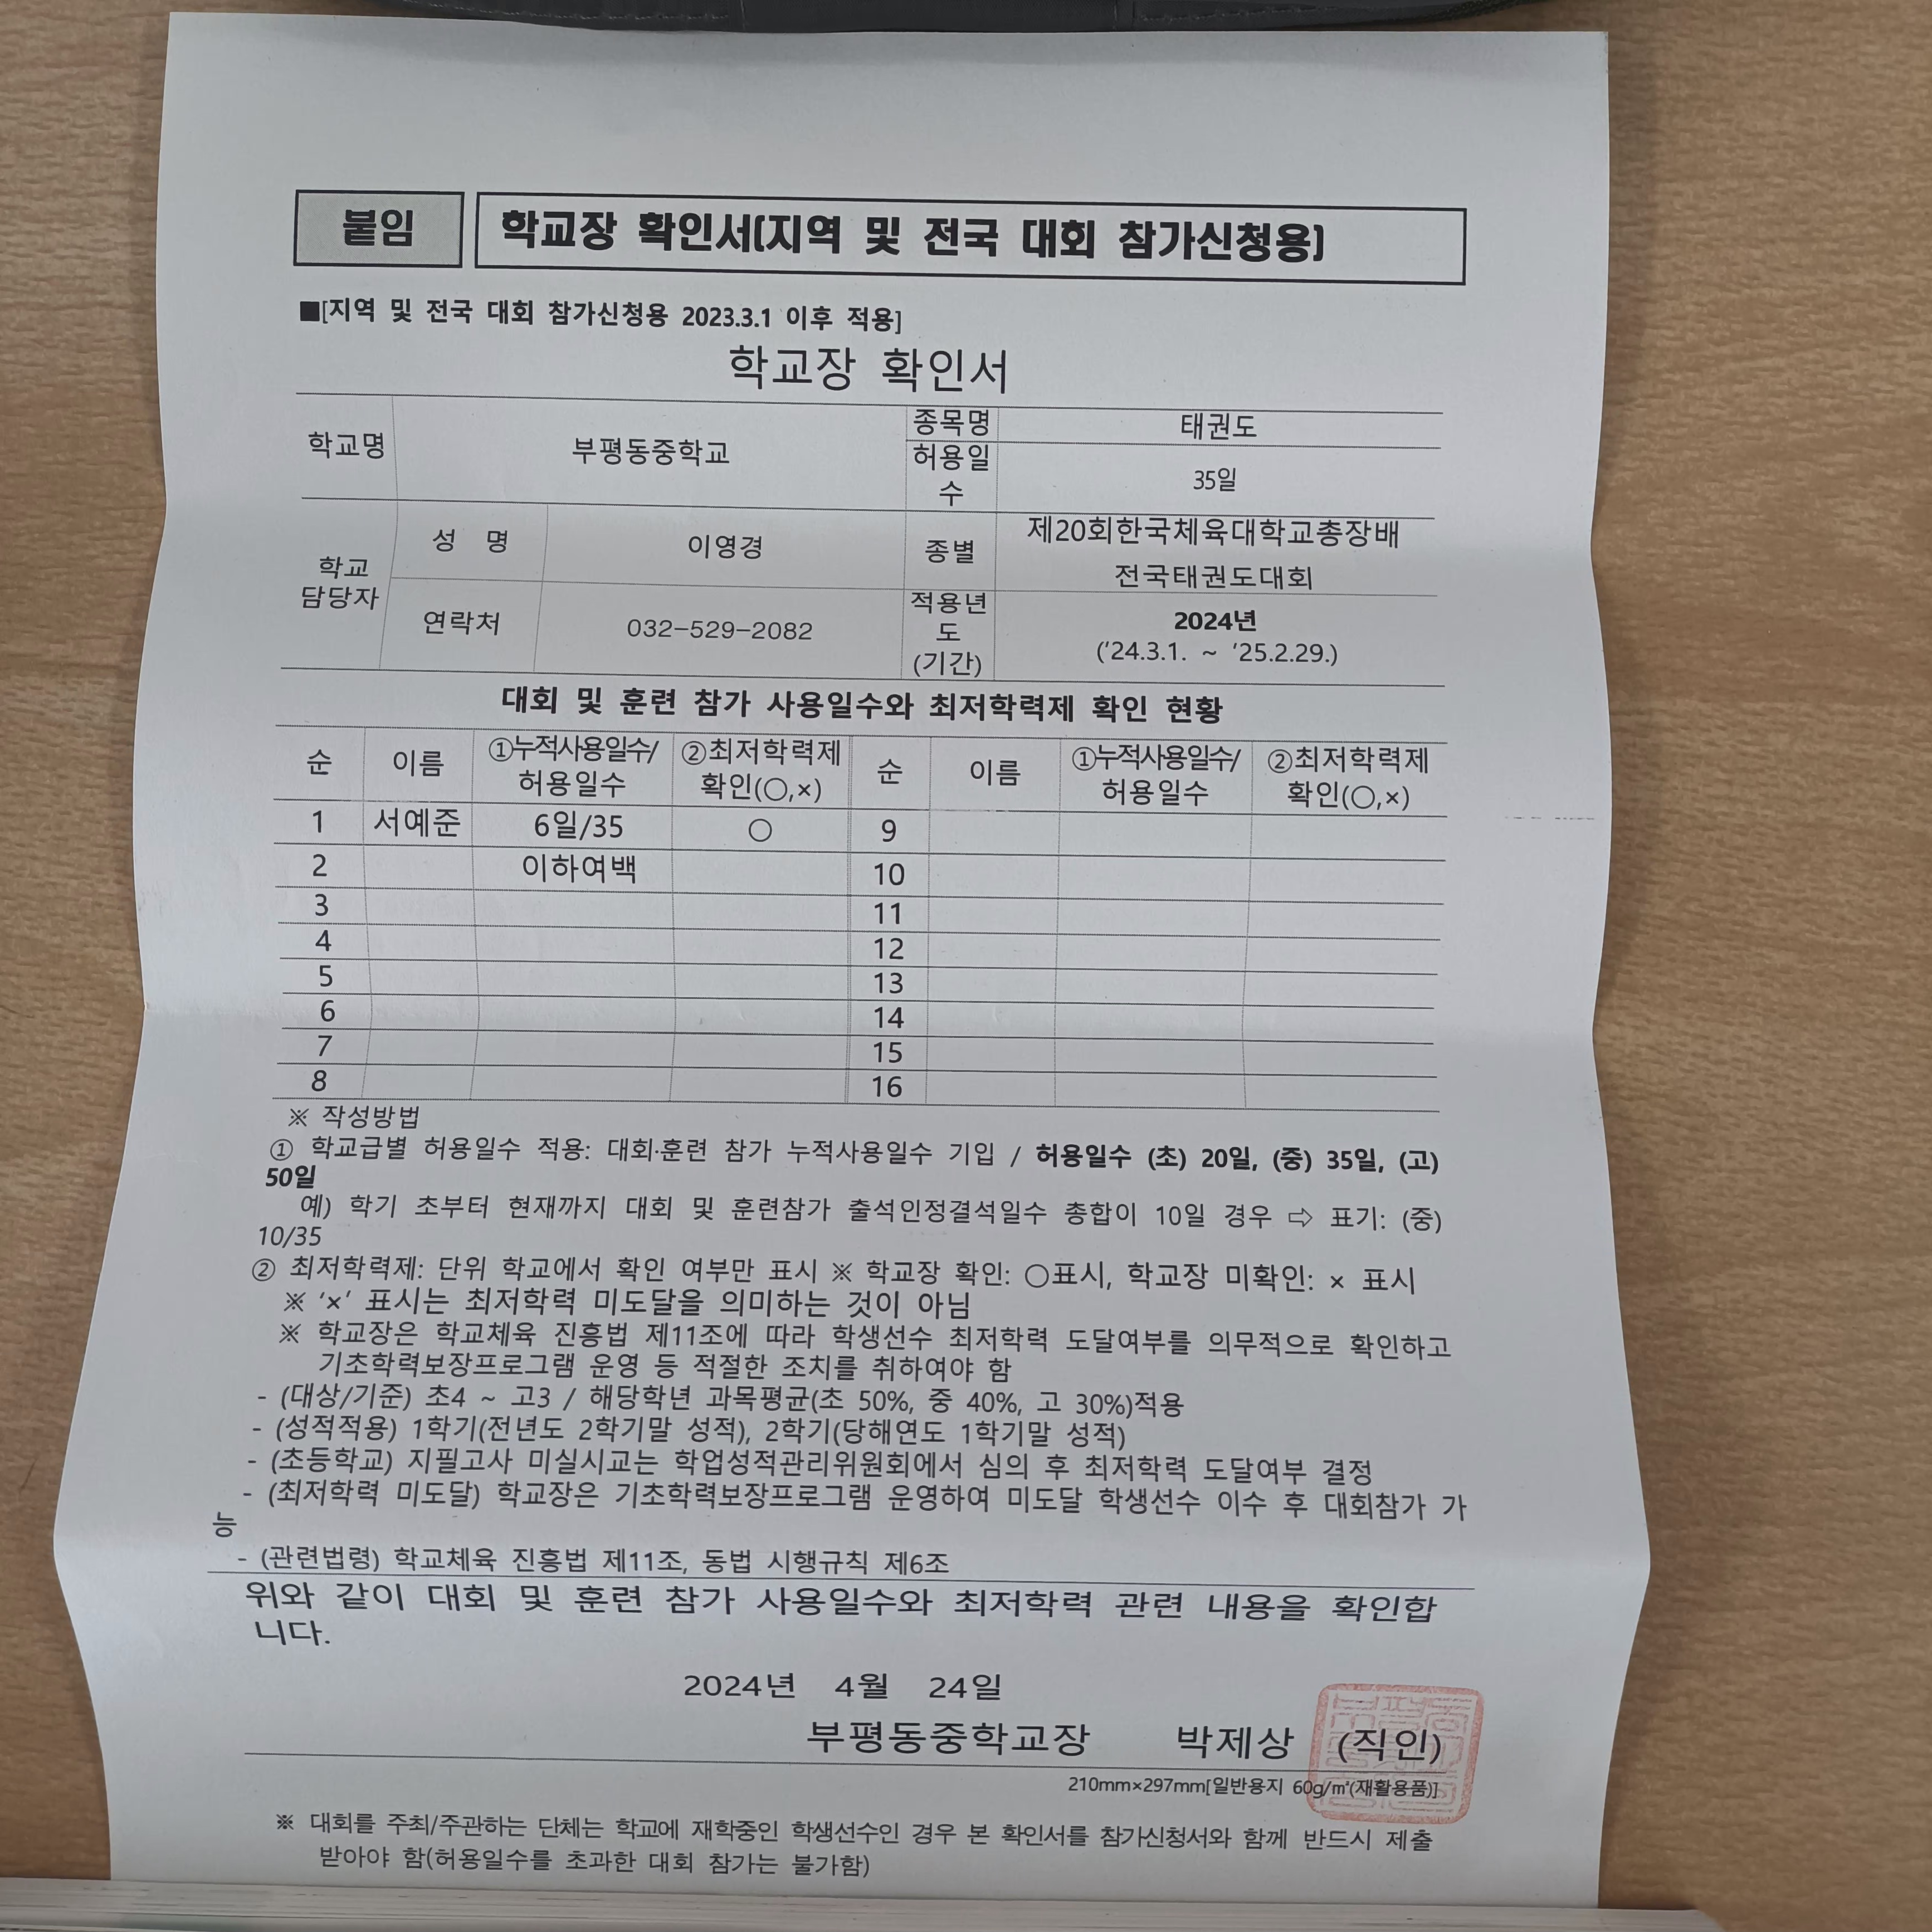 붙임 학교장 확인서(지역 및 전국 대회 참가신청용)
■[지역 및 전국 대회 참가신청용 2023.3.1 이후 적용]
학교장 확인서
학교명 부평동중학교 종목명 태권도
허용일수 35일
학교 담당자 성 명 이영경 종별 제20회한국체육대학교총장배
전국태권도대회
연락처 032-529-2082 적용년도 (기간) 2024년
('24.3.1. ~ '25.2.29.)
대회 및 훈련 참가 사용일수와 최저학력제 확인 현황
순 이름 ①누적사용일수/허용일수 ②최저학력제 확인(○,×) 순 이름 ①누적사용일수/허용일수 ②최저학력제 확인(○,×)
1 서예준 6일/35 ○ 9
2 이하여백 10
3 11
4 12
5 13
6 14
7 15
8 16
※ 작성방법
① 학교급별 허용일수 적용: 대회·훈련 참가 누적사용일수 기입 / 허용일수 (초) 20일, (중) 35일, (고)
50일
예) 학기 초부터 현재까지 대회 및 훈련참가 출석인정결석일수 총합이 10일 경우 ⇨ 표기: (중)
10/35
② 최저학력제: 단위 학교에서 확인 여부만 표시 ※ 학교장 확인: ○표시, 학교장 미확인: × 표시
※ '×' 표시는 최저학력 미도달을 의미하는 것이 아님
※ 학교장은 학교체육 진흥법 제11조에 따라 학생선수 최저학력 도달여부를 의무적으로 확인하고
기초학력보장프로그램 운영 등 적절한 조치를 취하여야 함
- (대상/기준) 초4 ~ 고3 / 해당학년 과목평균(초 50%, 중 40%, 고 30%)적용
- (성적적용) 1학기(전년도 2학기말 성적), 2학기(당해연도 1학기말 성적)
- (초등학교) 지필고사 미실시교는 학업성적관리위원회에서 심의 후 최저학력 도달여부 결정
- (최저학력 미도달) 학교장은 기초학력보장프로그램 운영하여 미도달 학생선수 이수 후 대회참가 가
능
- (관련법령) 학교체육 진흥법 제11조, 동법 시행규칙 제6조
위와 같이 대회 및 훈련 참가 사용일수와 최저학력 관련 내용을 확인합
니다.
2024년 4월 24일
부평동중학교장 박제상 (직인)
210mm×297mm[일반용지 60g/㎡(재활용품)]
※ 대회를 주최/주관하는 단체는 학교에 재학중인 학생선수인 경우 본 확인서를 참가신청서와 함께 반드시 제출
받아야 함(허용일수를 초과한 대회 참가는 불가함)